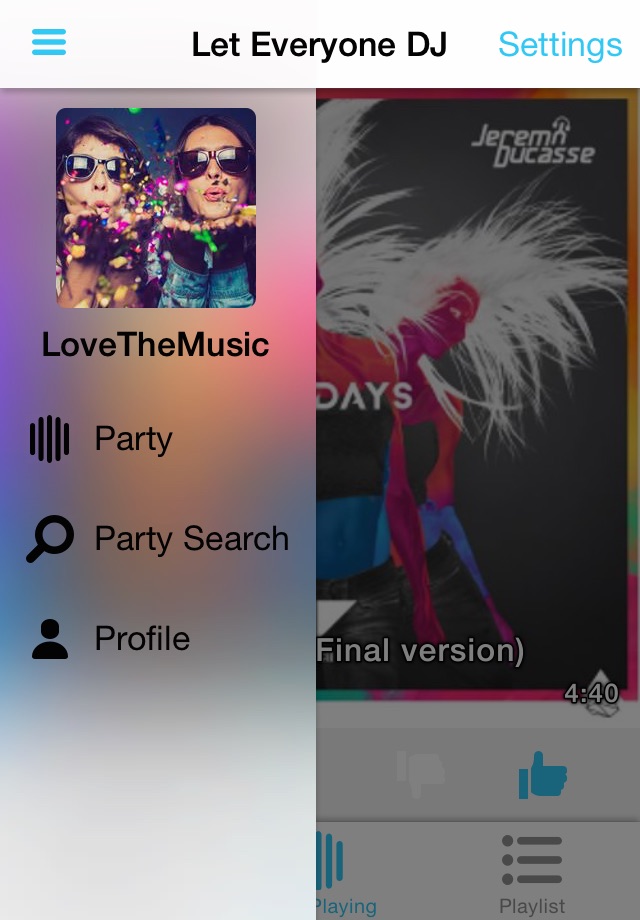 Let Everyone DJ
Settings
LoveTheMusic
Party
Party Search
Profile
Jeremy
Ducasse
DAYS
Final version)
4:40
Playing
Playlist